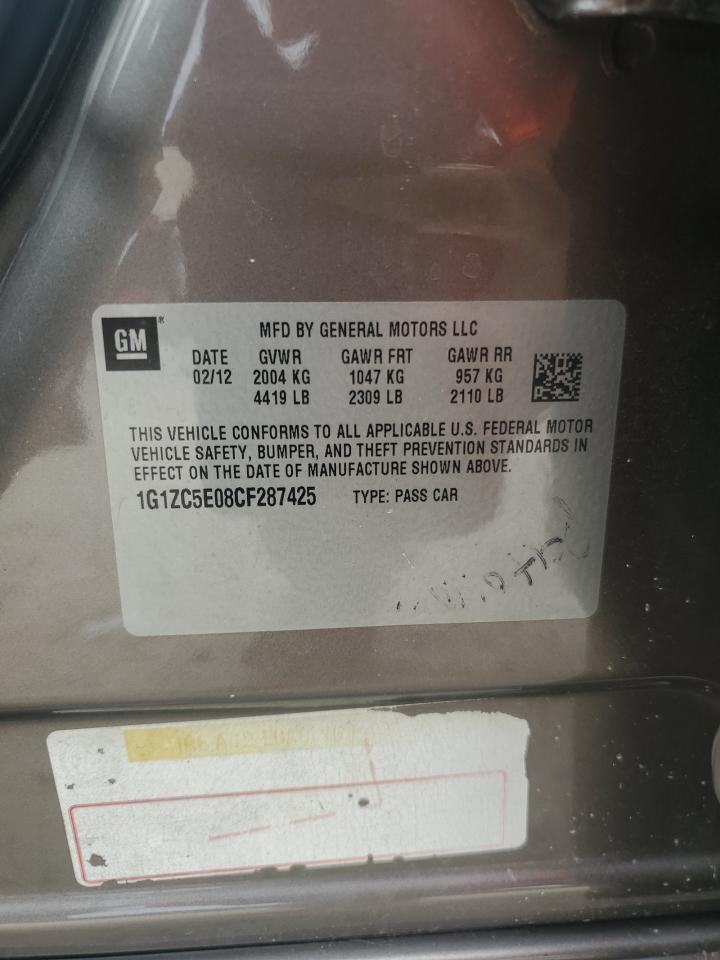 GM ®
MFD BY GENERAL MOTORS LLC
DATE GVWR GAWR FRT GAWR RR
02/12 2004 KG 1047 KG 957 KG
4419 LB 2309 LB 2110 LB
THIS VEHICLE CONFORMS TO ALL APPLICABLE U.S. FEDERAL MOTOR
VEHICLE SAFETY, BUMPER, AND THEFT PREVENTION STANDARDS IN
EFFECT ON THE DATE OF MANUFACTURE SHOWN ABOVE.
1G1ZC5E08CF287425 TYPE: PASS CAR